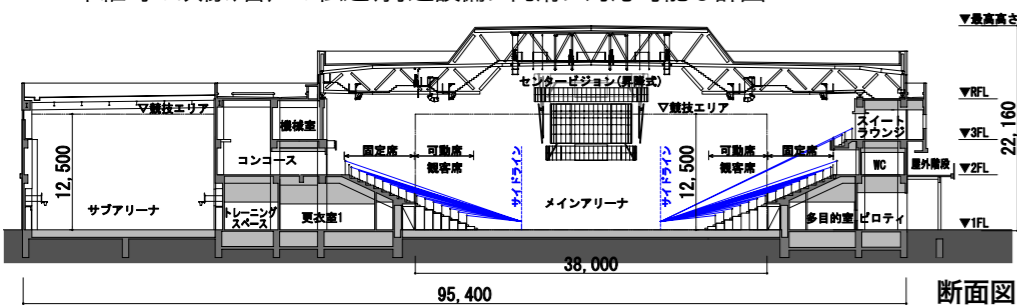 ▼最高高さ
センタービジョン(昇降式)
▽競技エリア
▽競技エリア
▼RFL
機械室
スイート
ラウンジ
22,160
▼3FL
固定席
可動席
可動席
固定席
コンコース
観客席
観客席
WC
屋外階段
▼2FL
12,500
サイドライン
サイドライン
12,500
サブアリーナ
トレーニング
スペース
更衣室1
メインアリーナ
多目的室
ピロティ
▼1FL
38,000
95,400
断面図